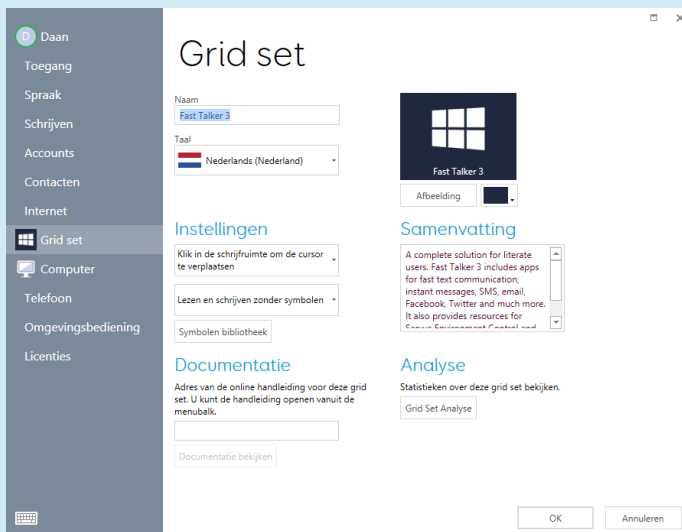 D Daan
Toegang
Spraak
Schrijven
Accounts
Contacten
Internet
Grid set
Computer
Telefoon
Omgevingsbediening
Licenties
Grid set
Naam
Fast Talker 3
Taal
Nederlands (Nederland)
Fast Talker 3
Afbeelding
Instellingen
Klik in de schrijfruimte om de cursor
te verplaatsen
Lezen en schrijven zonder symbolen
Symbolen bibliotheek
Samenvatting
A complete solution for literate
users. Fast Talker 3 includes apps
for fast text communication,
instant messages, SMS, email,
Facebook, Twitter and much more.
It also provides resources for
Servus Environment Control and
Documentatie
Adres van de online handleiding voor deze grid
set. U kunt de handleiding openen vanuit de
menubalk.
Documentatie bekijken
Analyse
Statistieken over deze grid set bekijken.
Grid Set Analyse
OK
Annuleren